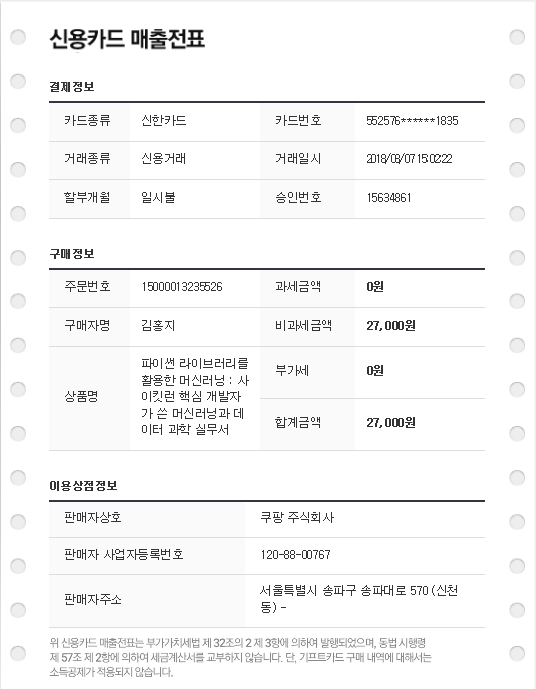 신용카드 매출전표
결제정보
카드종류 신한카드 카드번호 552576******1835
거래종류 신용거래 거래일시 2018/09/07 15:02:22
할부개월 일시불 승인번호 15634861
구매정보
주문번호 15000013235526 과세금액 0원
구매자명 김홍지 비과세금액 27,000원
상품명
파이썬 라이브러리를
활용한 머신러닝 : 사
이킷런 핵심 개발자
가 쓴 머신러닝과 데
이터 과학 실무서
부가세 0원
합계금액 27,000원
이용상점정보
판매자상호 쿠팡 주식회사
판매자 사업자등록번호 120-88-00767
판매자주소
서울특별시 송파구 송파대로 570 (신천
동) -
위 신용카드 매출전표는 부가가치세법 제 32조의 2 제 3항에 의하여 발행되었으며, 동법 시행령
제 57조 제 2항에 의하여 세금계산서를 교부하지 않습니다. 단, 기프트카드 구매 내역에 대해서는
소득공제가 적용되지 않습니다.